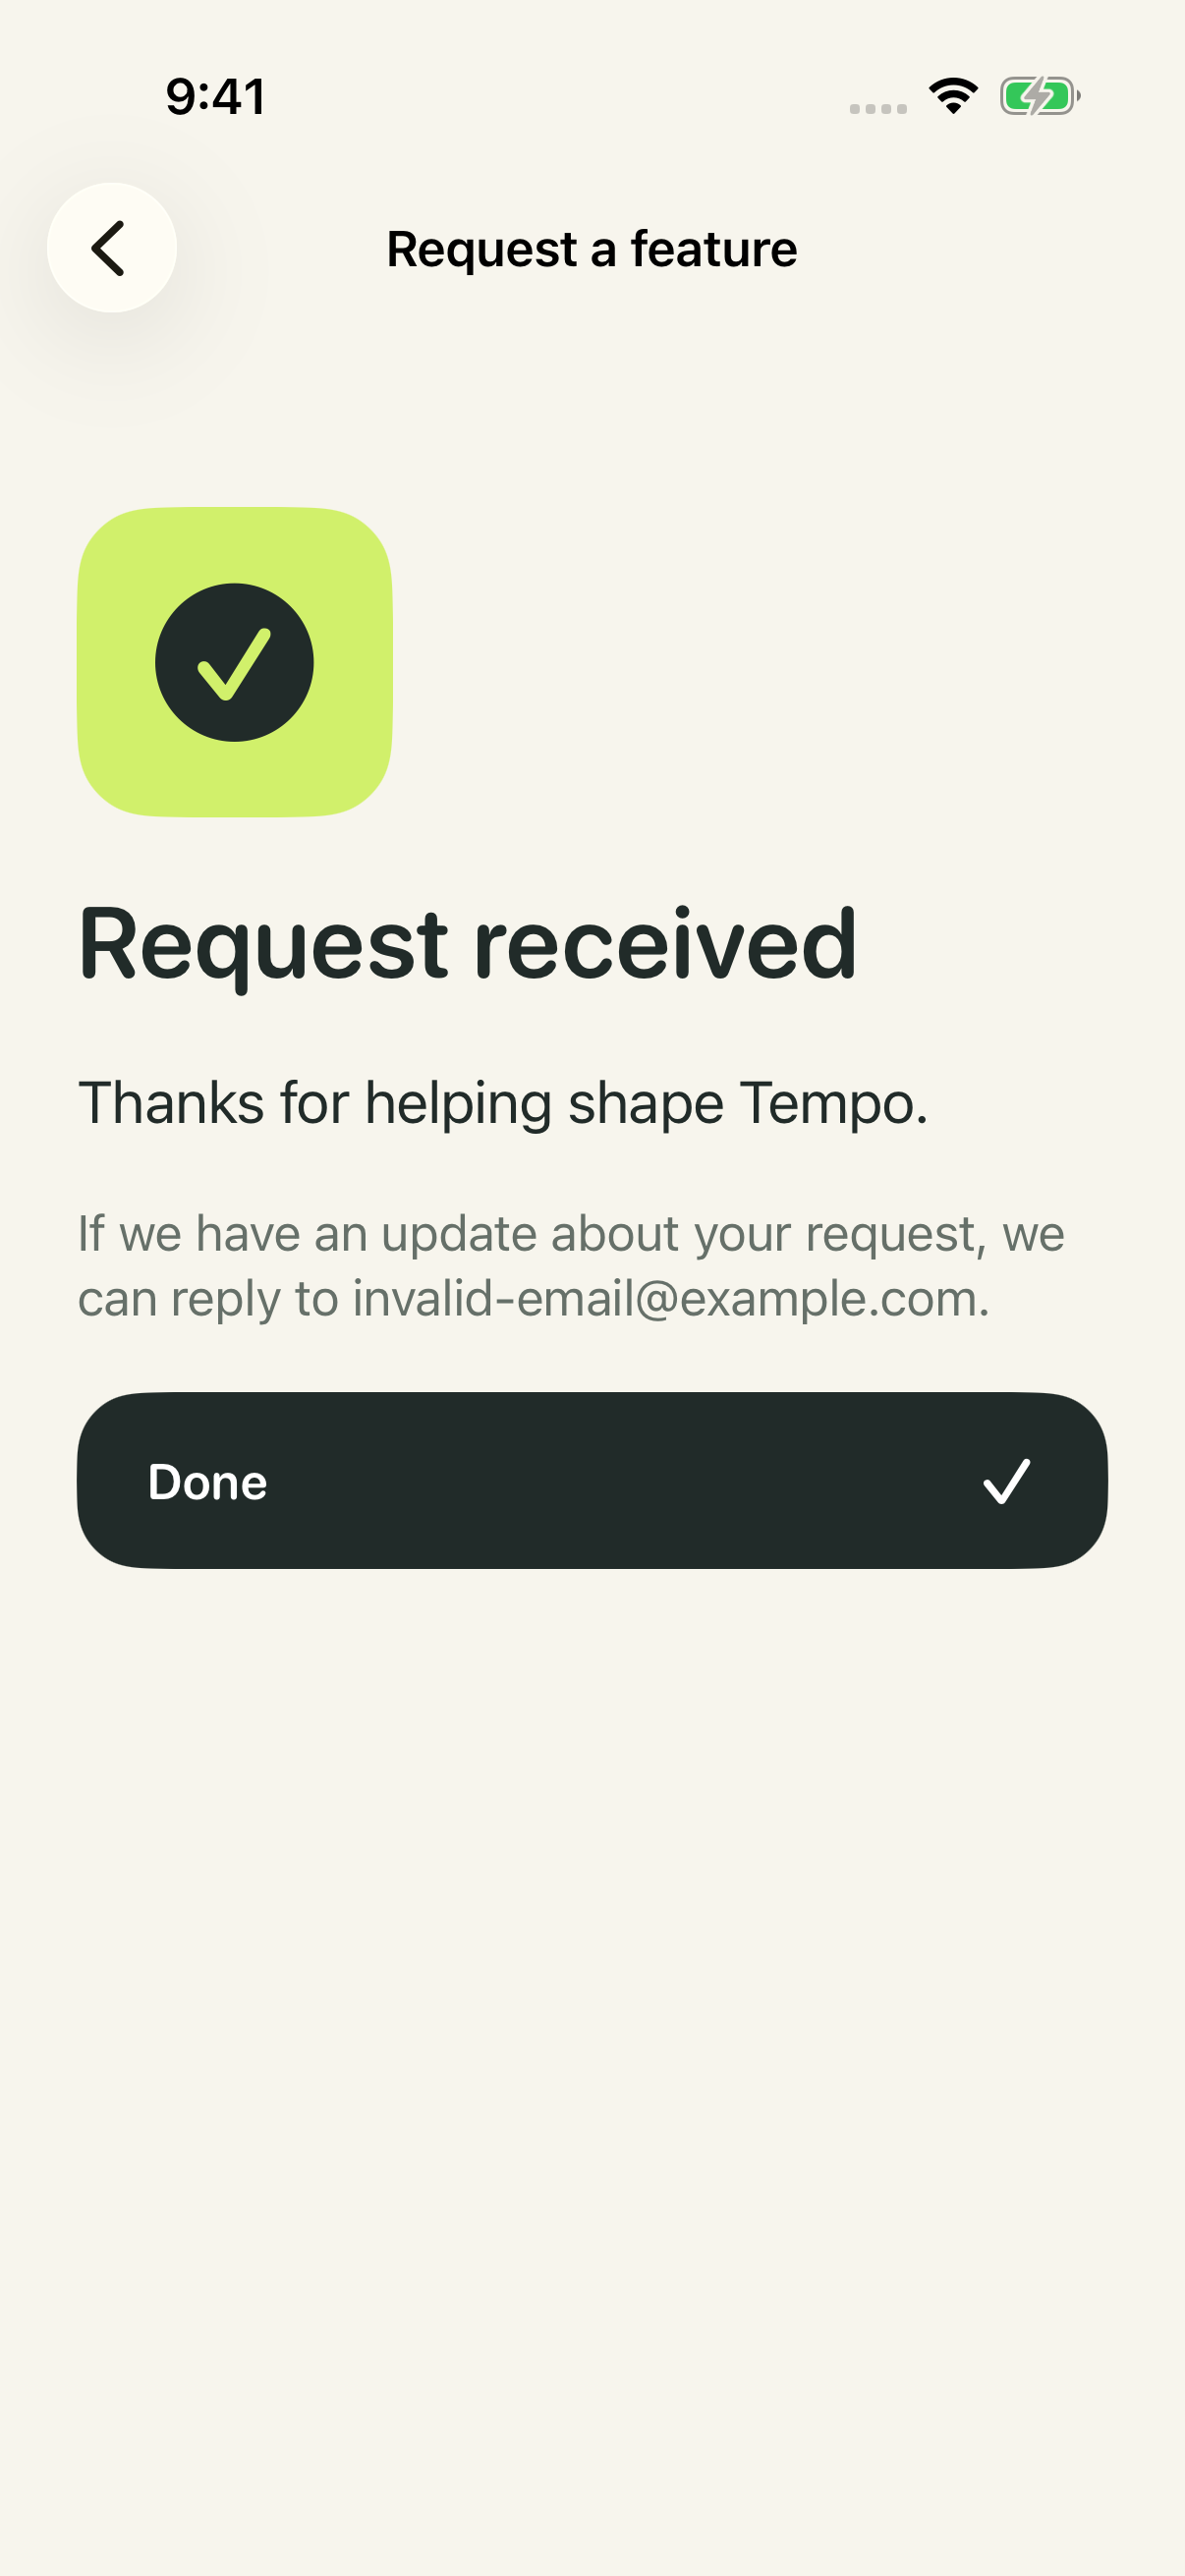 9:41
Request a feature
Request received
Thanks for helping shape Tempo.
If we have an update about your request, we
can reply to invalid-email@example.com.
Done